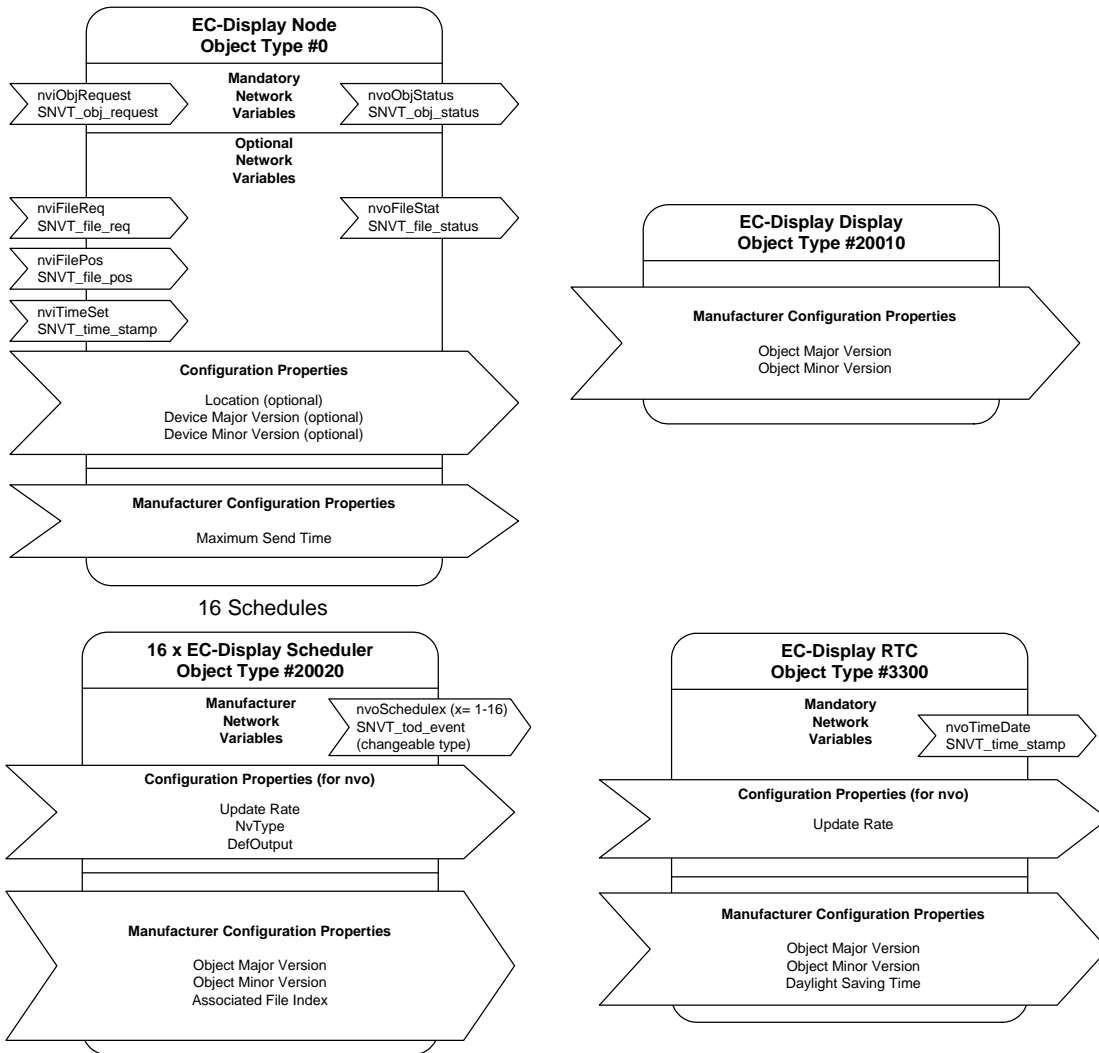 EC-Display Node
Object Type #0
Mandatory
Network
Variables
nviObjRequest
SNVT_obj_request
nvoObjStatus
SNVT_obj_status
Optional
Network
Variables
nviFileReq
SNVT_file_req
nvoFileStat
SNVT_file_status
nviFilePos
SNVT_file_pos
nviTimeSet
SNVT_time_stamp
Configuration Properties
Location (optional)
Device Major Version (optional)
Device Minor Version (optional)
Manufacturer Configuration Properties
Maximum Send Time
EC-Display Display
Object Type #20010
Manufacturer Configuration Properties
Object Major Version
Object Minor Version
16 Schedules
16 x EC-Display Scheduler
Object Type #20020
Manufacturer
Network
Variables
nvoSchedulex (x= 1-16)
SNVT_tod_event
(changeable type)
Configuration Properties (for nvo)
Update Rate
NvType
DefOutput
Manufacturer Configuration Properties
Object Major Version
Object Minor Version
Associated File Index
EC-Display RTC
Object Type #3300
Mandatory
Network
Variables
nvoTimeDate
SNVT_time_stamp
Configuration Properties (for nvo)
Update Rate
Manufacturer Configuration Properties
Object Major Version
Object Minor Version
Daylight Saving Time